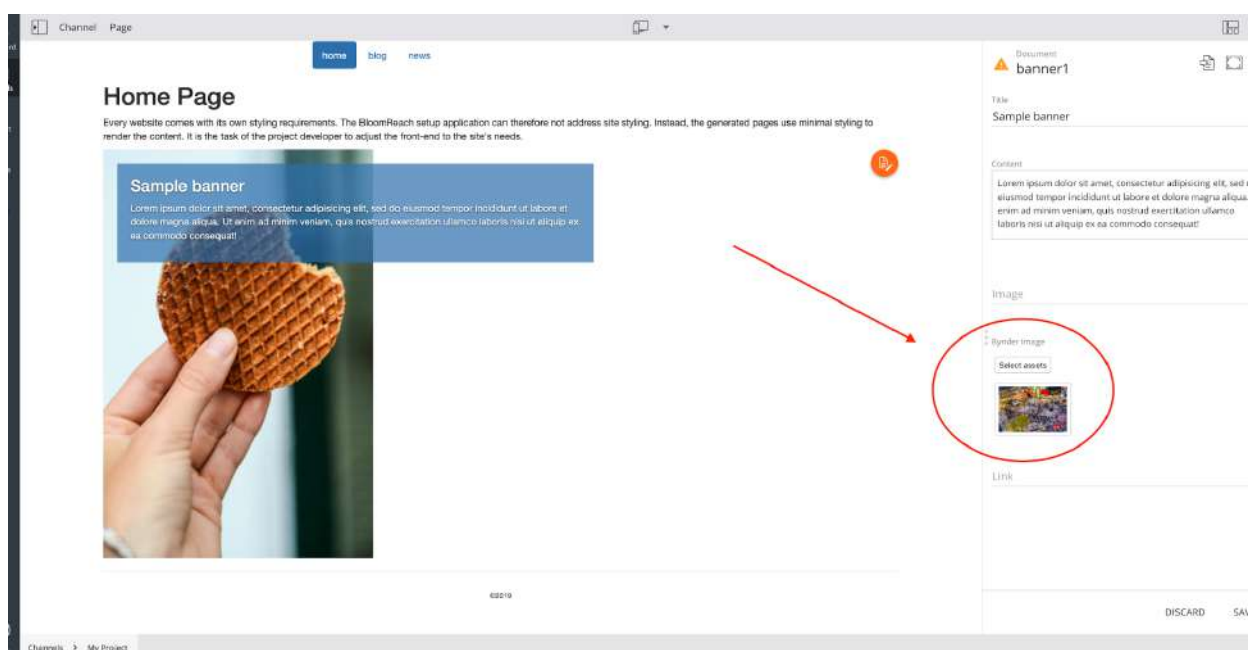 Channel Page
home blog news
Home Page
Every website comes with its own styling requirements. The BloomReach setup application can therefore not address site styling. Instead, the generated pages use minimal styling to
render the content. It is the task of the project developer to adjust the front-end to the site's needs.
Sample banner
Lorem ipsum dolor sit amet, consectetur adipisicing elit, sed do eiusmod tempor incididunt ut labore et
dolore magna aliqua. Ut enim ad minim veniam, quis nostrud exercitation ullamco laboris nisi ut aliquip ex
ea commodo consequat!
©2019
Document
banner1
Title
Sample banner
Content
Lorem ipsum dolor sit amet, consectetur adipisicing elit, sed
eiusmod tempor incididunt ut labore et dolore magna aliqua.
enim ad minim veniam, quis nostrud exercitation ullamco
laboris nisi ut aliquip ex ea commodo consequat!
Image
Bynder Image
Select assets
Link
DISCARD SAV
Channels > My Project